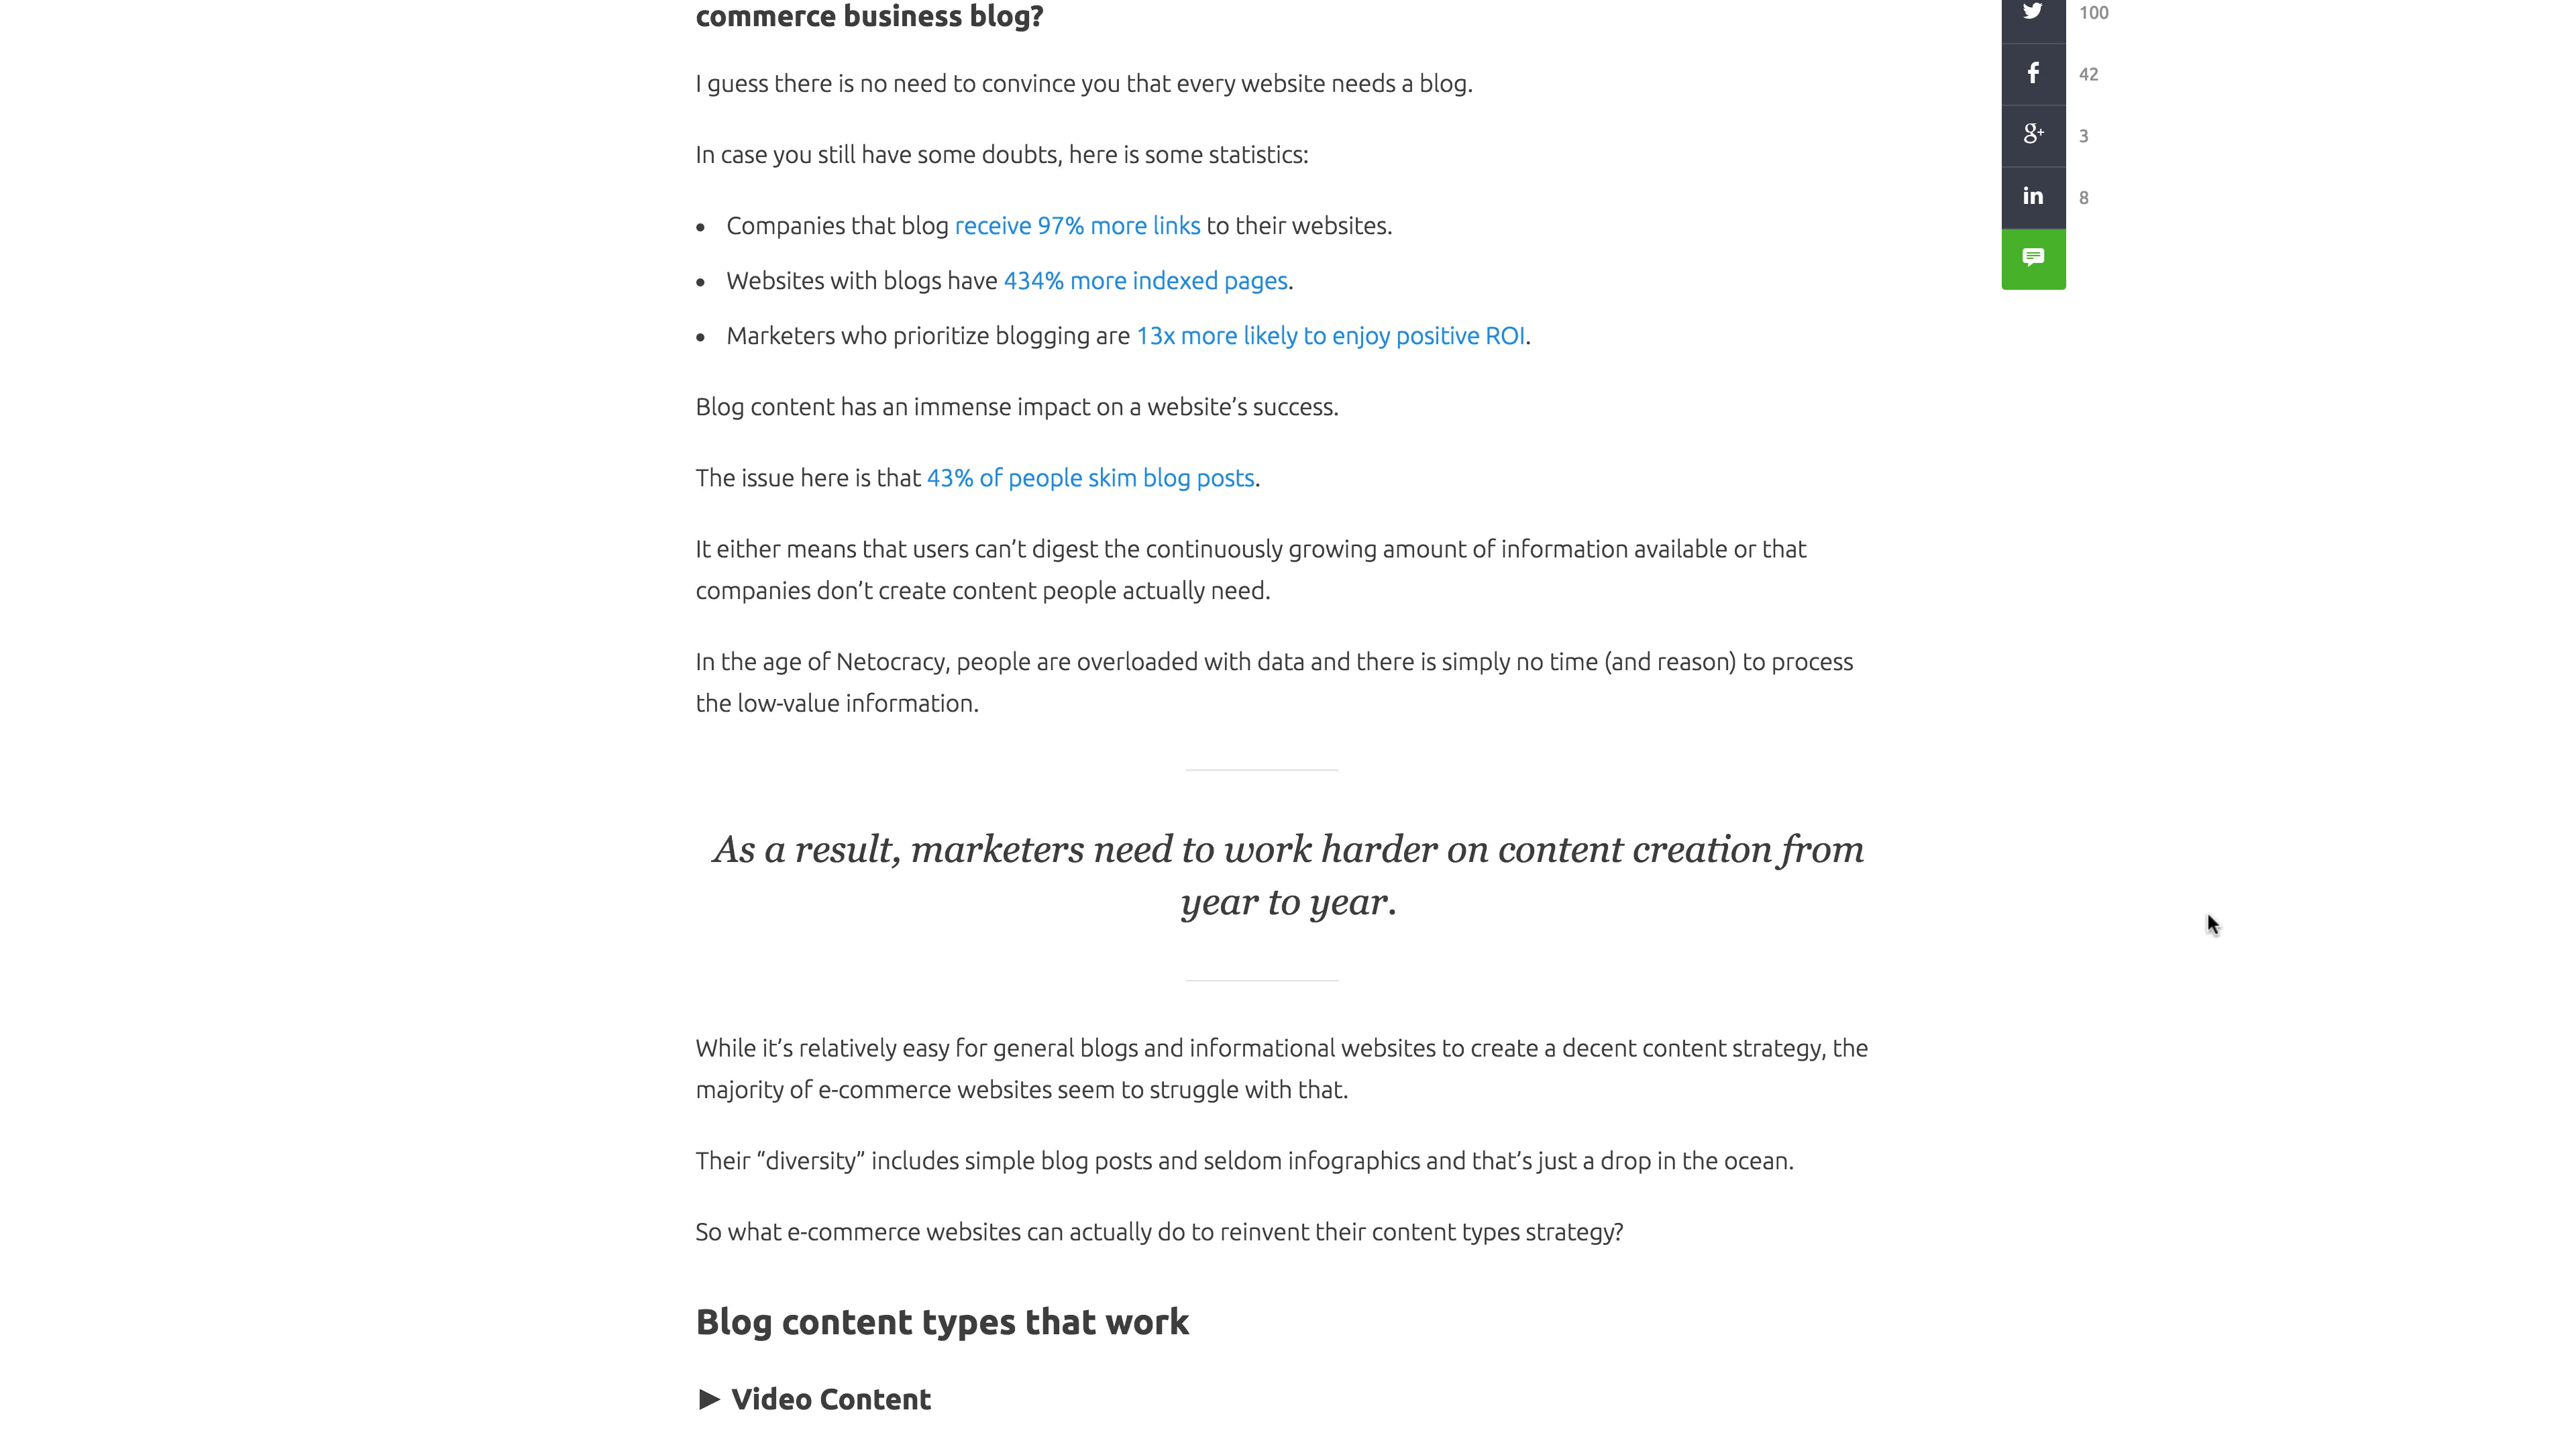 commerce business blog?
I guess there is no need to convince you that every website needs a blog.
In case you still have some doubts, here is some statistics:
• Companies that blog receive 97% more links to their websites.
• Websites with blogs have 434% more indexed pages.
• Marketers who prioritize blogging are 13x more likely to enjoy positive ROI.
Blog content has an immense impact on a website’s success.
The issue here is that 43% of people skim blog posts.
It either means that users can’t digest the continuously growing amount of information available or that
companies don’t create content people actually need.
In the age of Netocracy, people are overloaded with data and there is simply no time (and reason) to process
the low-value information.
As a result, marketers need to work harder on content creation from
year to year.
While it’s relatively easy for general blogs and informational websites to create a decent content strategy, the
majority of e-commerce websites seem to struggle with that.
Their “diversity” includes simple blog posts and seldom infographics and that’s just a drop in the ocean.
So what e-commerce websites can actually do to reinvent their content types strategy?
Blog content types that work
► Video Content
100
f 42
g+ 3
in 8